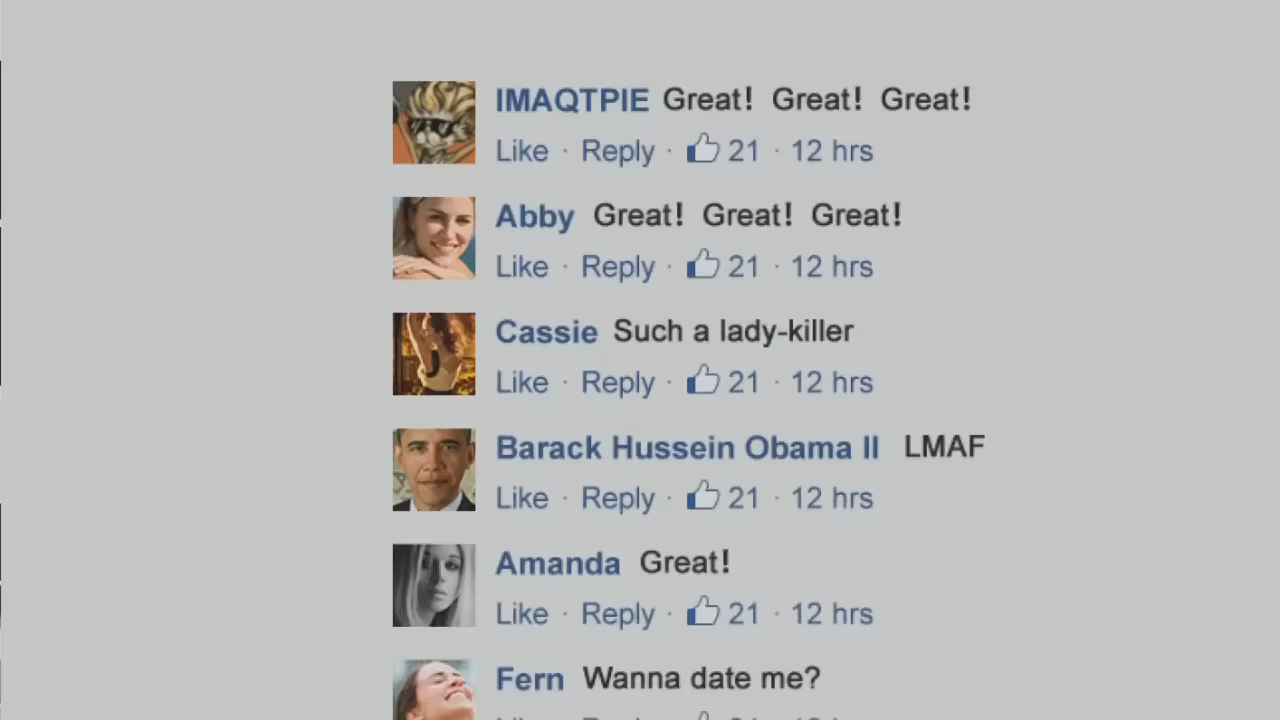 IMAQTPIE Great! Great! Great!
Like · Reply · 21 · 12 hrs
Abby Great! Great! Great!
Like · Reply · 21 · 12 hrs
Cassie Such a lady-killer
Like · Reply · 21 · 12 hrs
Barack Hussein Obama II LMAF
Like · Reply · 21 · 12 hrs
Amanda Great!
Like · Reply · 21 · 12 hrs
Fern Wanna date me?